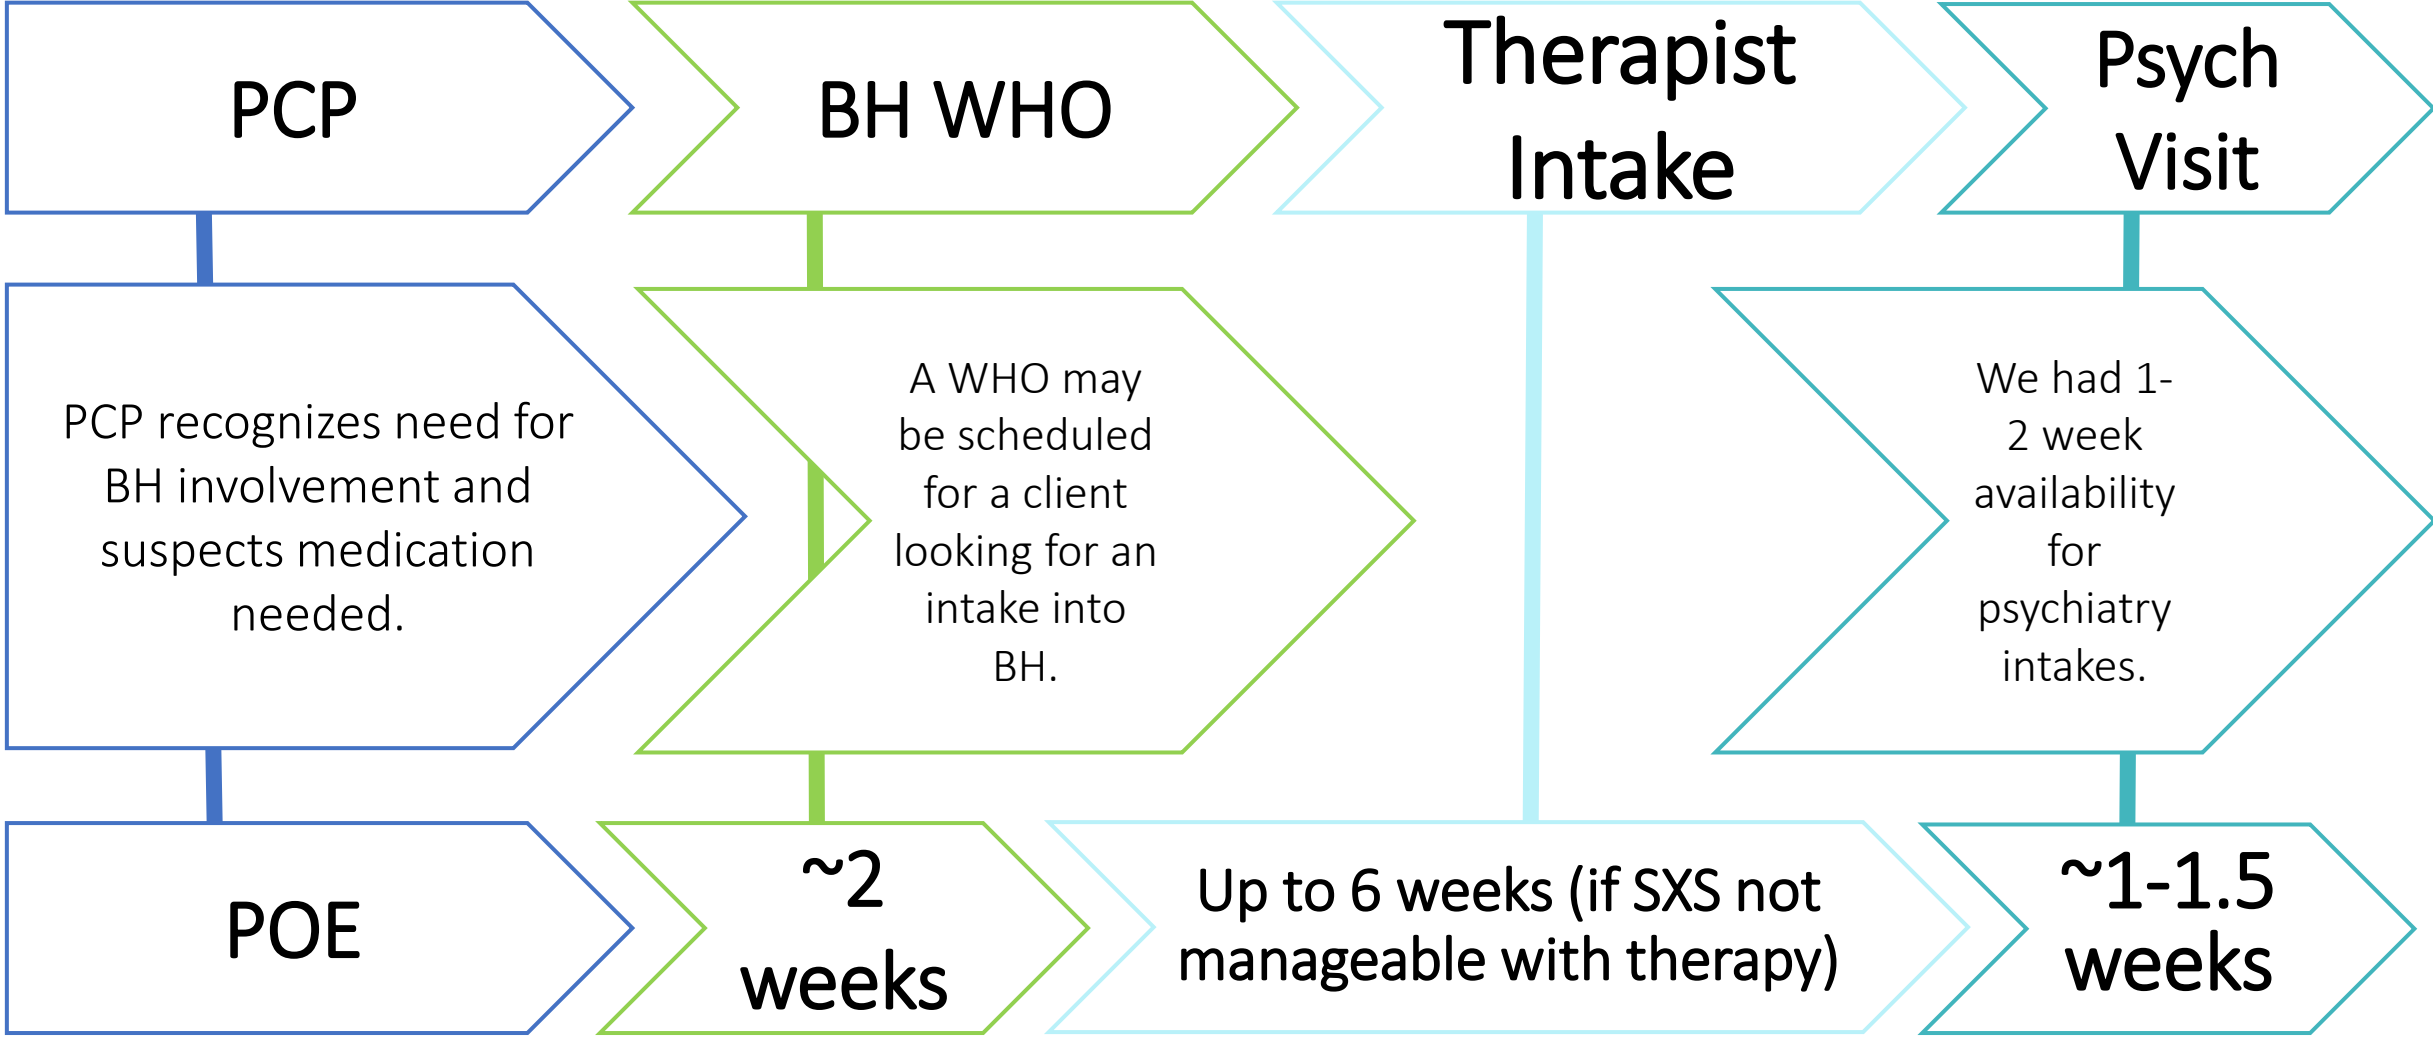 PCP
BH WHO
Therapist
Intake
Psych
Visit
PCP recognizes need for
BH involvement and
suspects medication
needed.
A WHO may
be scheduled
for a client
looking for an
intake into
BH.
We had 1-
2 week
availability
for
psychiatry
intakes.
POE
~2
weeks
Up to 6 weeks (if SXS not
manageable with therapy)
~1-1.5
weeks